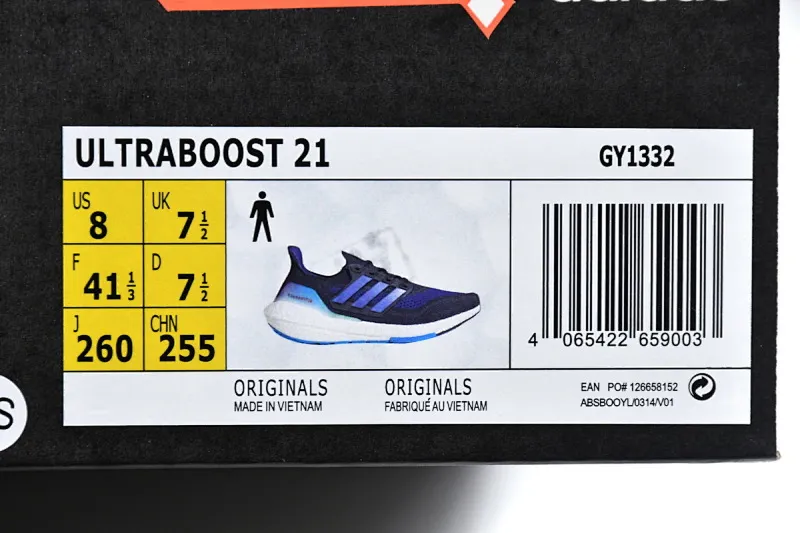 ULTRABOOST 21 GY1332
US 8 UK 7 1/2
F 41 1/3 D 7 1/2
J 260 CHN 255
4 065422 659003
ORIGINALS ORIGINALS
MADE IN VIETNAM FABRIQUÉ AU VIETNAM
EAN PO# 126658152
ABSBOOYL/0314/V01
S